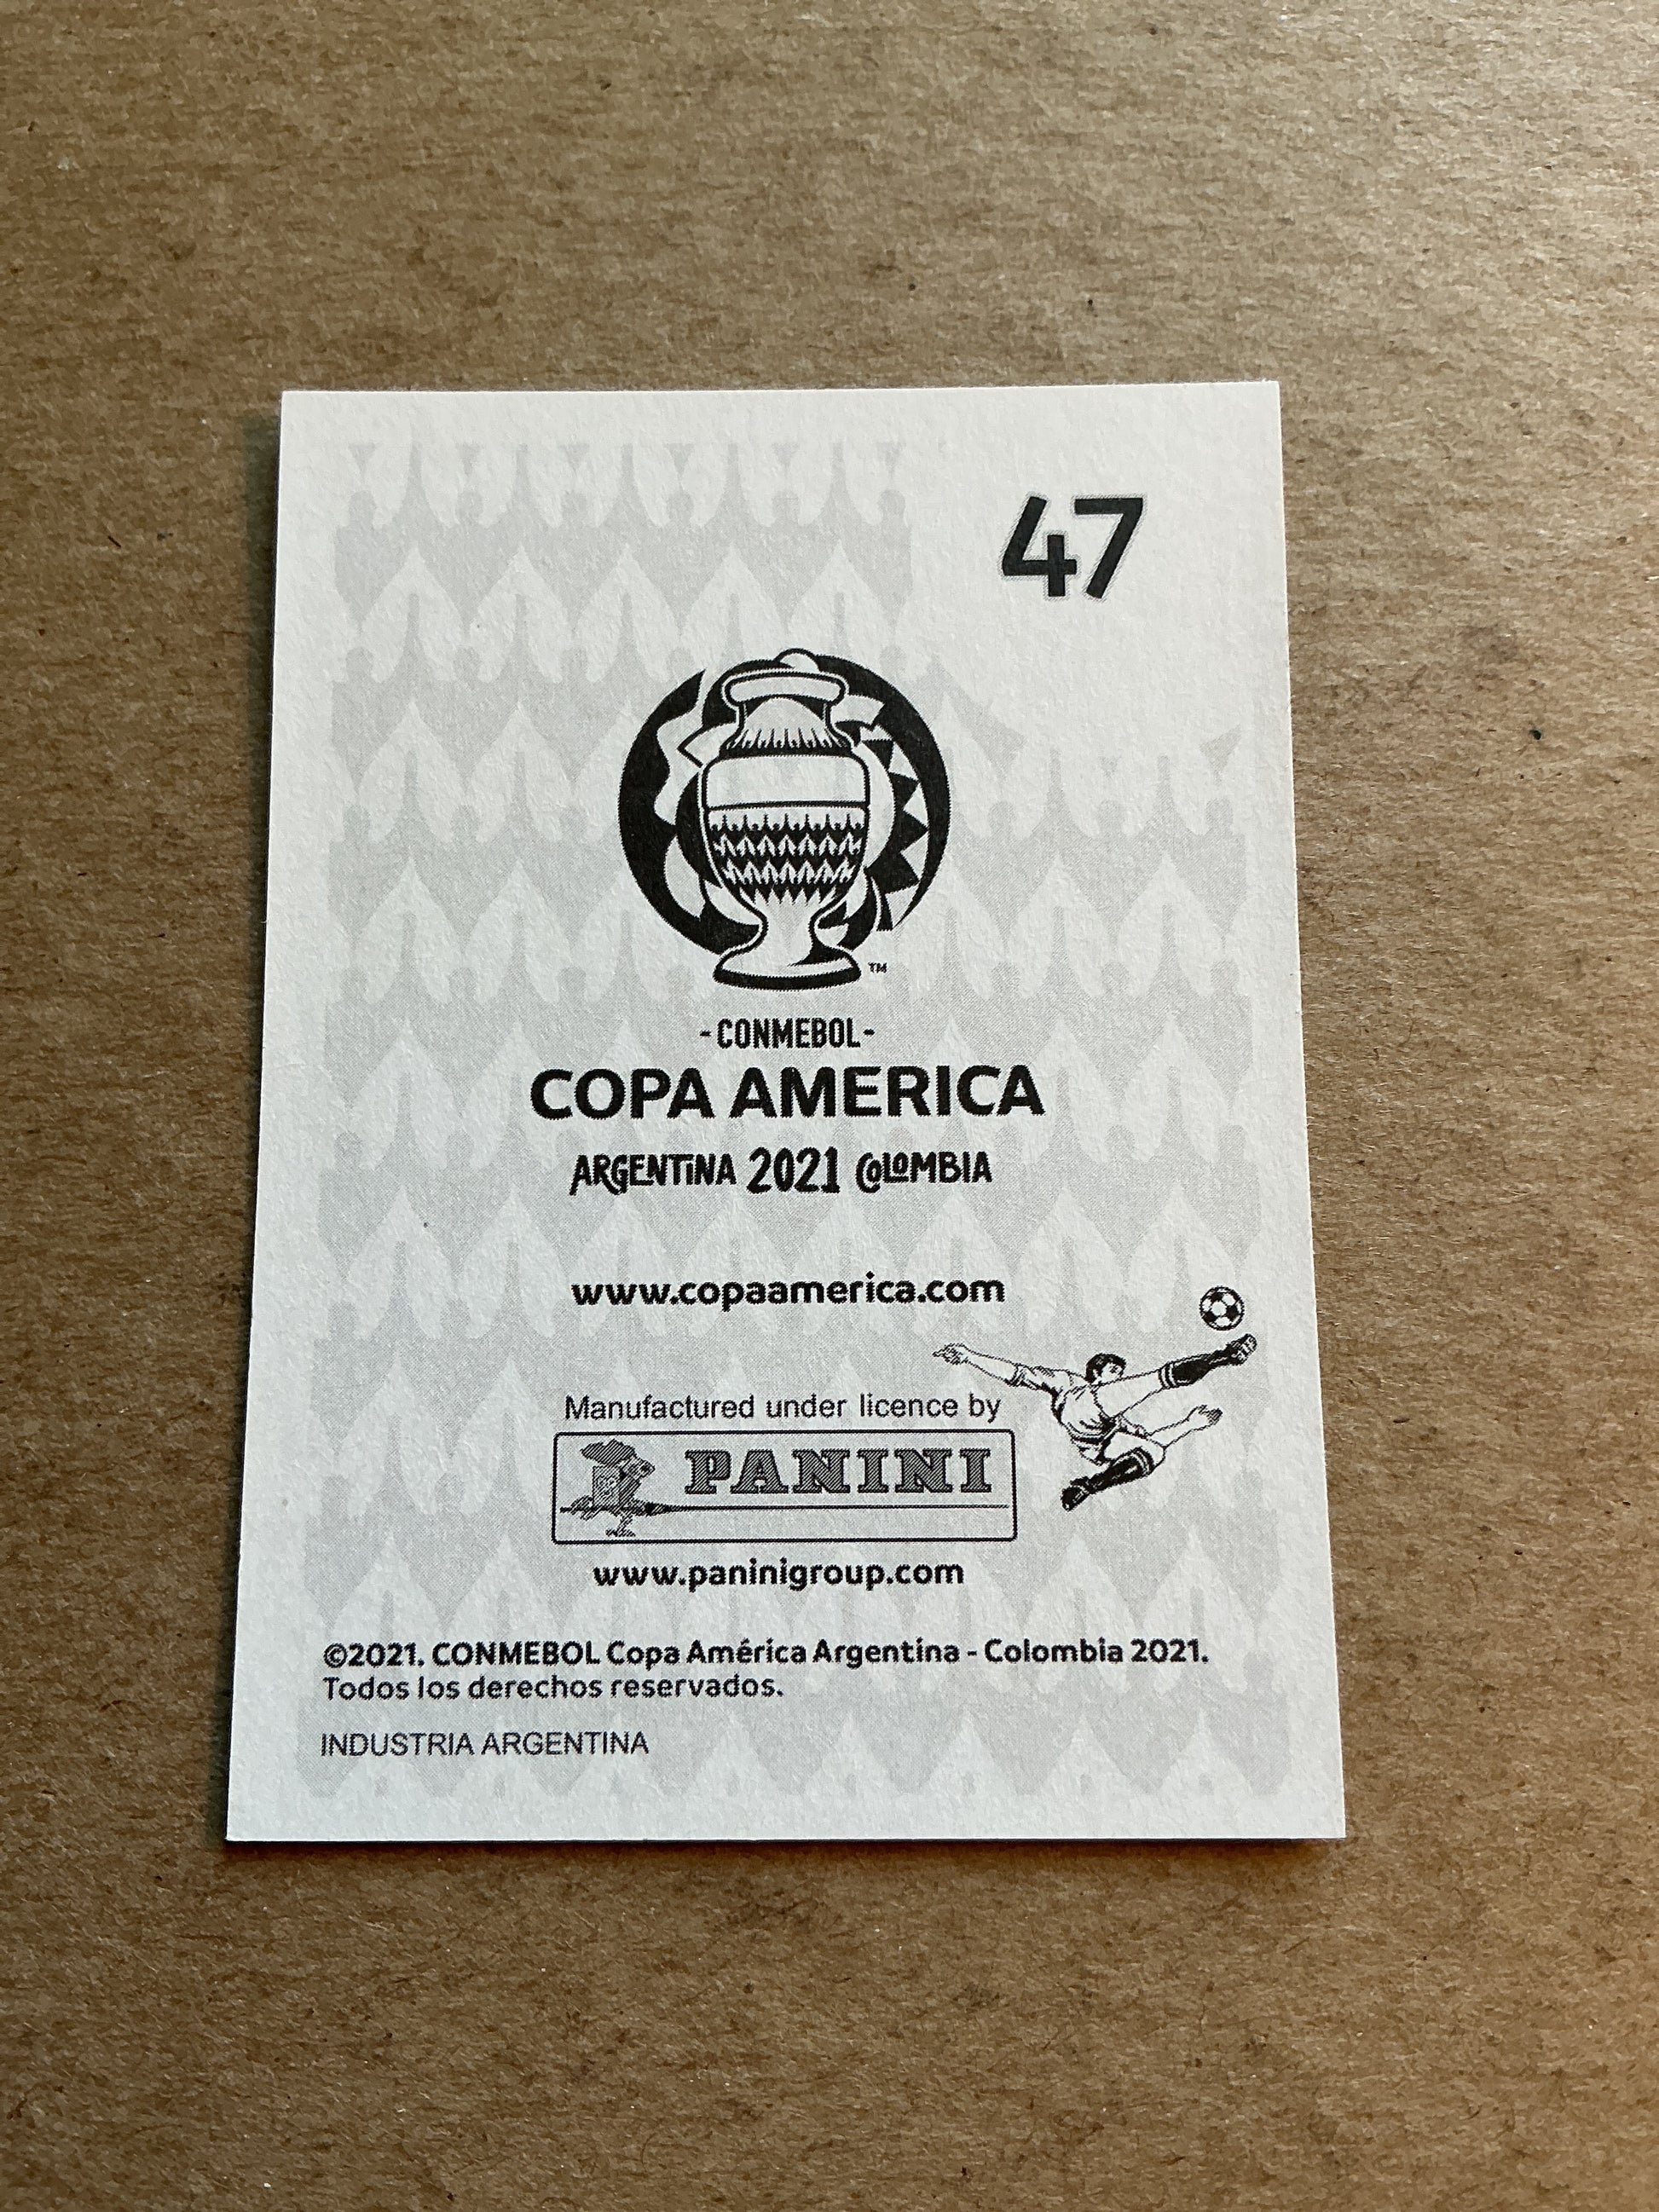 47
TM
-CONMEBOL-
COPA AMERICA
ARGENTINA 2021 COLOMBIA
www.copaamerica.com
Manufactured under licence by
PANINI
www.paninigroup.com
©2021. CONMEBOL Copa América Argentina - Colombia 2021.
Todos los derechos reservados.
INDUSTRIA ARGENTINA